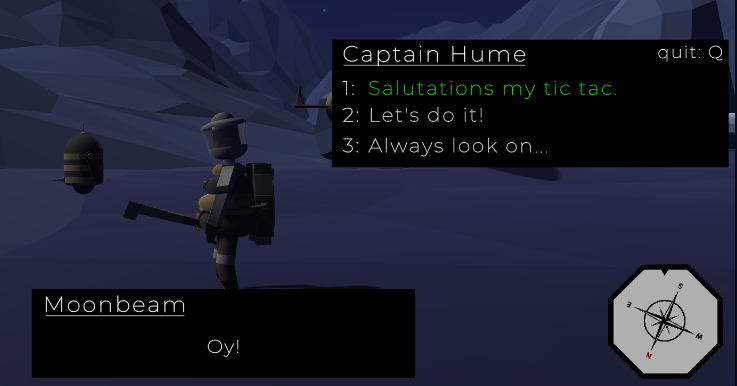 Captain Hume
quit: Q
1: Salutations my tic tac.
2: Let's do it!
3: Always look on...
Moonbeam
Oy!
S
E
W
N